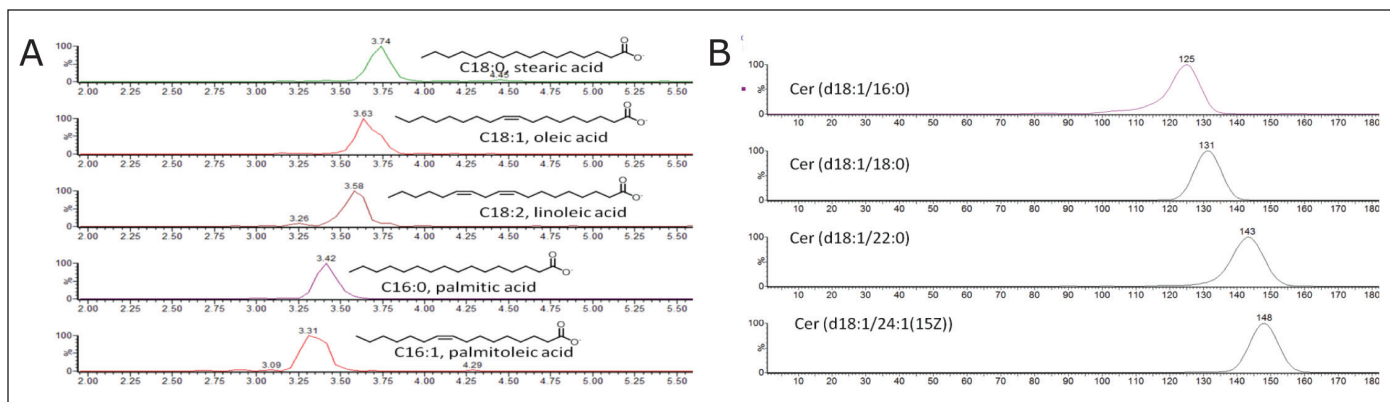 A
100
%
0
3.74
4.45
C18:0, stearic acid
O
O-
2.00 2.25 2.50 2.75 3.00 3.25 3.50 3.75 4.00 4.25 4.50 4.75 5.00 5.25 5.50
100
%
0
3.63
C18:1, oleic acid
O
O-
2.00 2.25 2.50 2.75 3.00 3.25 3.50 3.75 4.00 4.25 4.50 4.75 5.00 5.25 5.50
100
%
0
3.26
3.58
C18:2, linoleic acid
O
O-
2.00 2.25 2.50 2.75 3.00 3.25 3.50 3.75 4.00 4.25 4.50 4.75 5.00 5.25 5.50
100
%
0
3.42
C16:0, palmitic acid
O
O-
2.00 2.25 2.50 2.75 3.00 3.25 3.50 3.75 4.00 4.25 4.50 4.75 5.00 5.25 5.50
100
%
0
3.09
3.31
4.29
C16:1, palmitoleic acid
O
O-
2.00 2.25 2.50 2.75 3.00 3.25 3.50 3.75 4.00 4.25 4.50 4.75 5.00 5.25 5.50
B
100
%
0
125
Cer (d18:1/16:0)
10 20 30 40 50 60 70 80 90 100 110 120 130 140 150 160 170 180
100
%
0
131
Cer (d18:1/18:0)
10 20 30 40 50 60 70 80 90 100 110 120 130 140 150 160 170 180
100
%
0
143
Cer (d18:1/22:0)
10 20 30 40 50 60 70 80 90 100 110 120 130 140 150 160 170 180
100
%
0
148
Cer (d18:1/24:1(15Z))
10 20 30 40 50 60 70 80 90 100 110 120 130 140 150 160 170 180